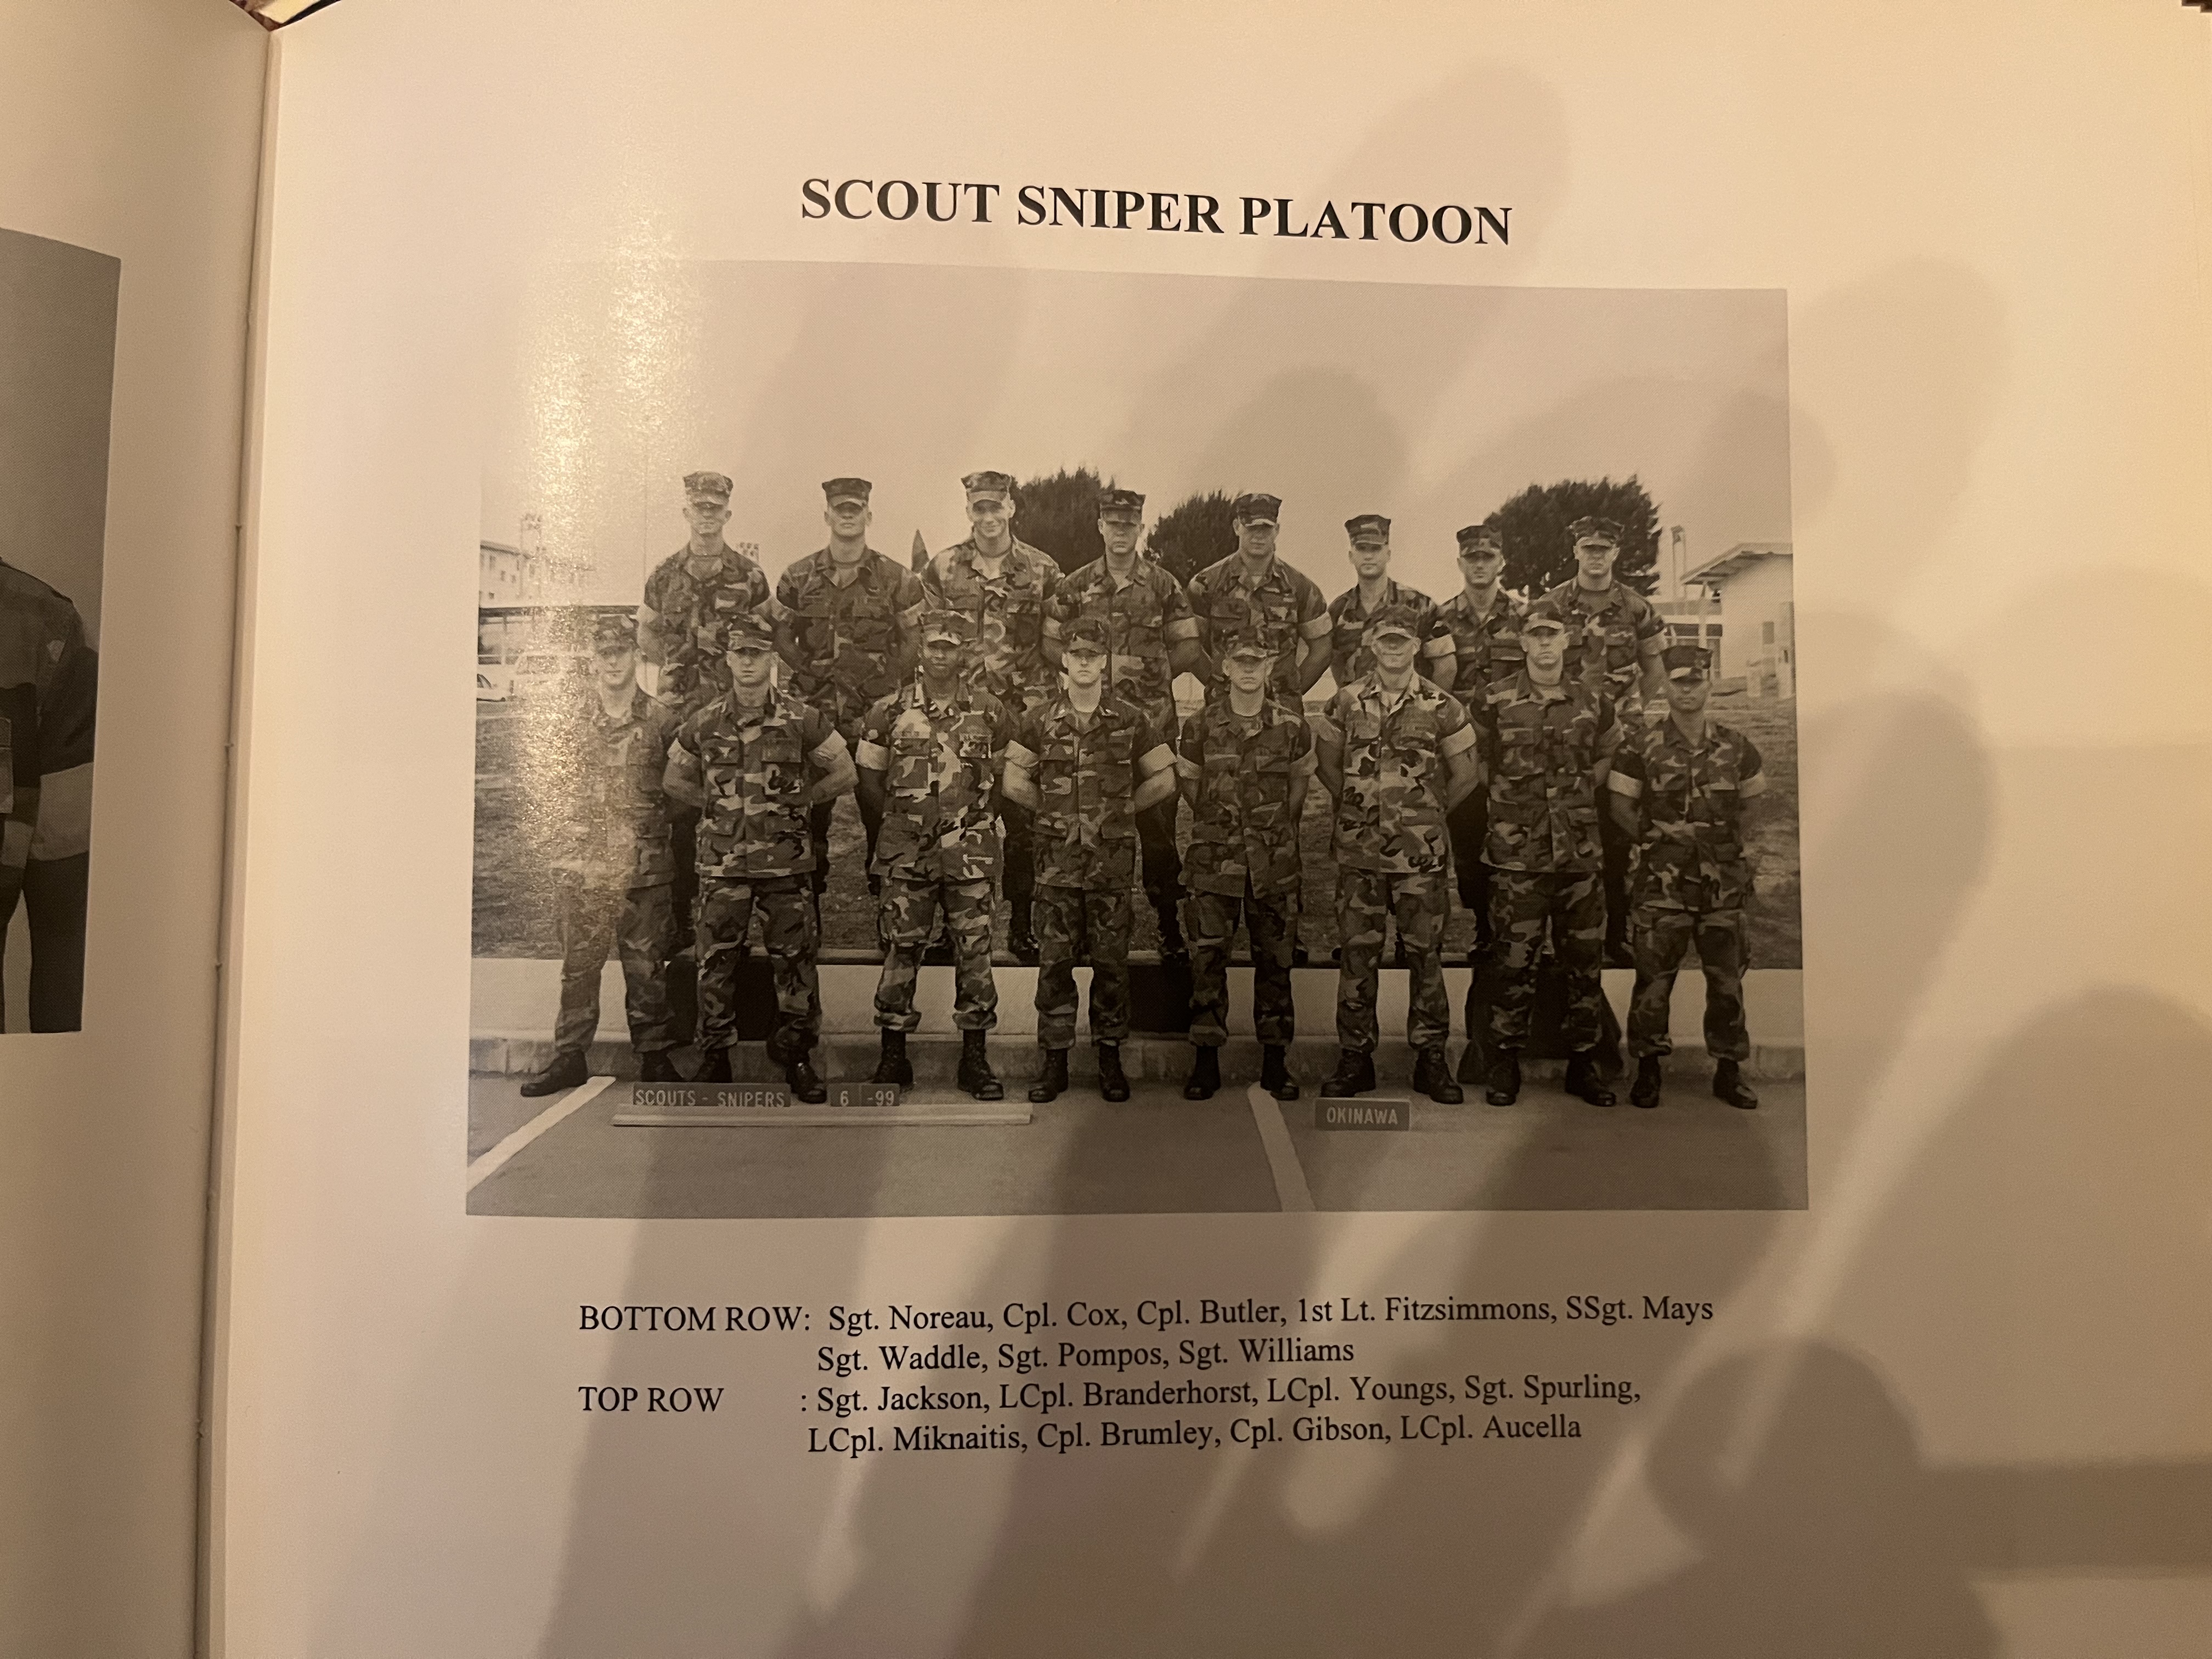 SCOUT SNIPER PLATOON
SCOUTS - SNIPERS 6 -99
OKINAWA
BOTTOM ROW: Sgt. Noreau, Cpl. Cox, Cpl. Butler, 1st Lt. Fitzsimmons, SSgt. Mays
Sgt. Waddle, Sgt. Pompos, Sgt. Williams
TOP ROW : Sgt. Jackson, LCpl. Branderhorst, LCpl. Youngs, Sgt. Spurling,
LCpl. Miknaitis, Cpl. Brumley, Cpl. Gibson, LCpl. Aucella